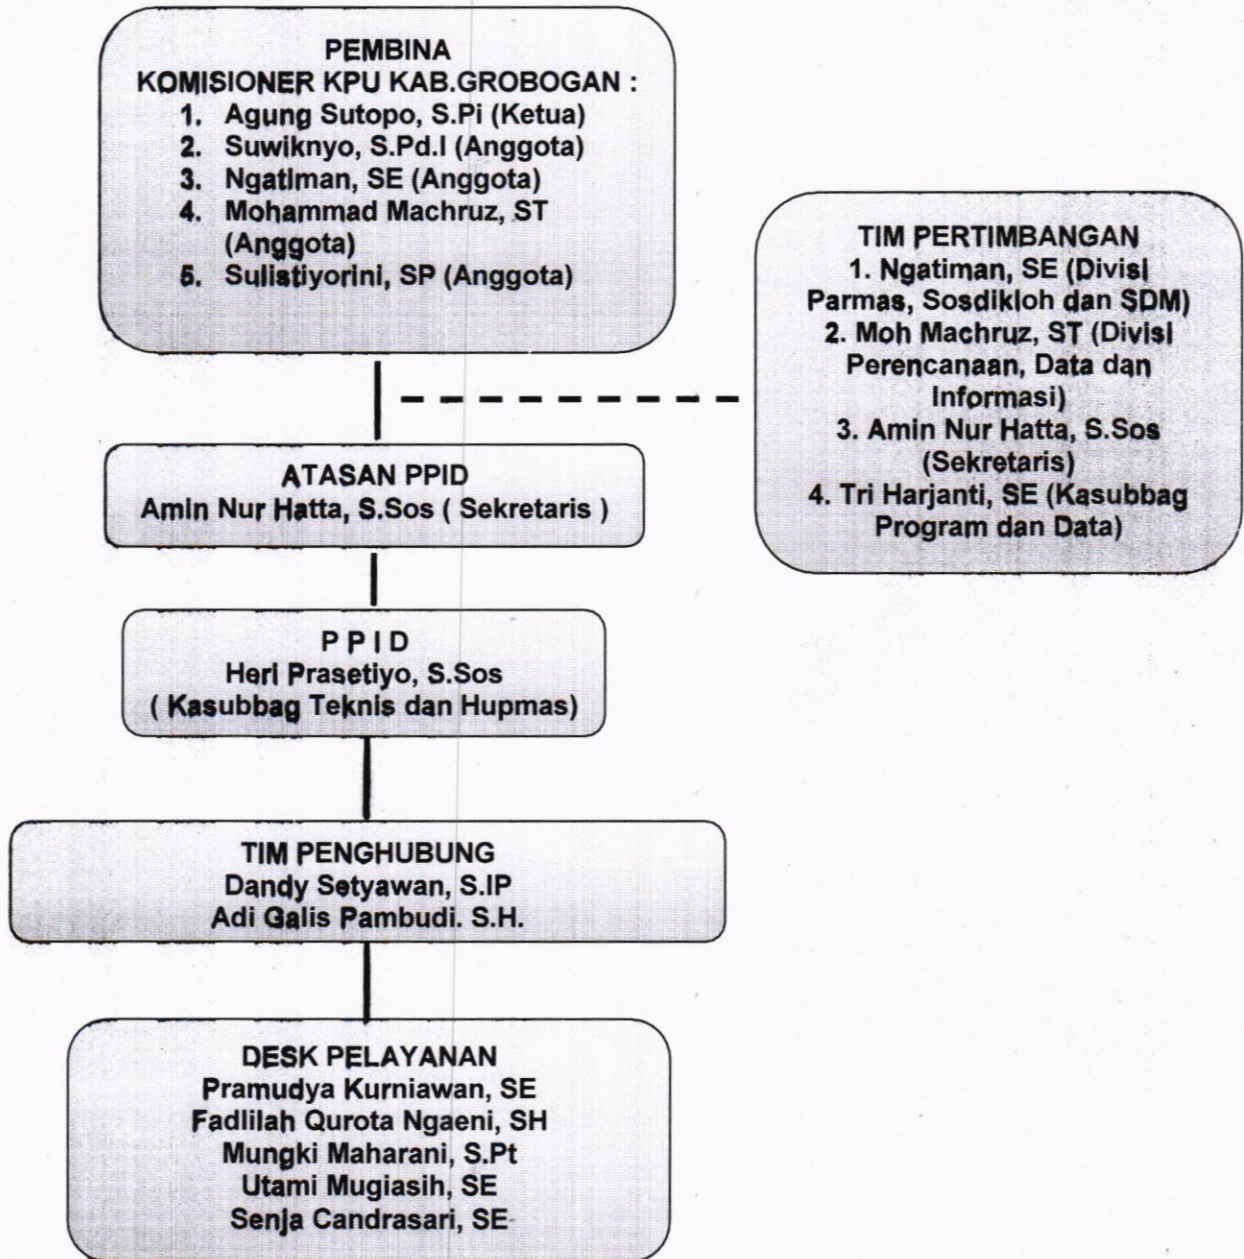 PEMBINA
KOMISIONER KPU KAB.GROBOGAN :
1. Agung Sutopo, S.Pi (Ketua)
2. Suwiknyo, S.Pd.I (Anggota)
3. Ngatiman, SE (Anggota)
4. Mohammad Machruz, ST
(Anggota)
5. Sulistiyorini, SP (Anggota)
TIM PERTIMBANGAN
1. Ngatiman, SE (Divisi
Parmas, Sosdikloh dan SDM)
2. Moh Machruz, ST (Divisi
Perencanaan, Data dan
Informasi)
3. Amin Nur Hatta, S.Sos
(Sekretaris)
4. Tri Harjanti, SE (Kasubbag
Program dan Data)
ATASAN PPID
Amin Nur Hatta, S.Sos ( Sekretaris )
P P I D
Heri Prasetiyo, S.Sos
( Kasubbag Teknis dan Hupmas)
TIM PENGHUBUNG
Dandy Setyawan, S.IP
Adi Galis Pambudi. S.H.
DESK PELAYANAN
Pramudya Kurniawan, SE
Fadlilah Qurota Ngaeni, SH
Mungki Maharani, S.Pt
Utami Mugiasih, SE
Senja Candrasari, SE